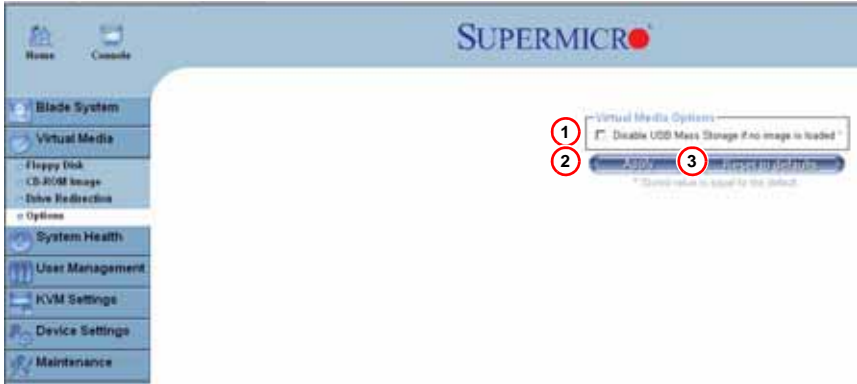 SUPERMICRO
Home
Console
Blade System
Virtual Media
Floppy Disk
CD-ROM Image
Drive Redirection
Options
System Health
User Management
KVM Settings
Device Settings
Maintenance
Virtual Media Options
1
Disable USB Mass Storage if no image is loaded *
2
Apply
3
Reset to defaults
* Stored value is equal to the default.